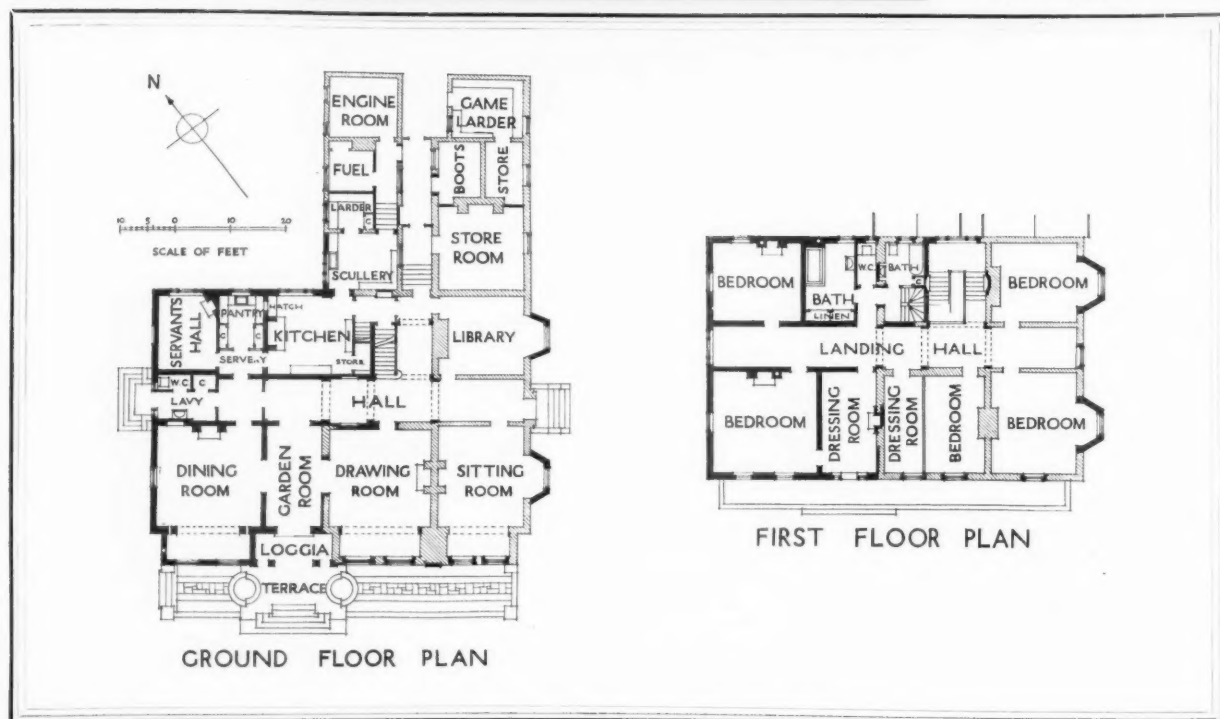 N
10 5 0 10 20
SCALE OF FEET
ENGINE
ROOM
FUEL
LARDER
C
SCULLERY
GAME
LARDER
BOOTS
STORE
STORE
ROOM
SERVANTS
HALL
PANTRY
HATCH
C
C
SERVERY
KITCHEN
STORE
LIBRARY
W.C.
C
LAVY
HALL
DINING
ROOM
GARDEN
ROOM
DRAWING
ROOM
SITTING
ROOM
LOGGIA
TERRACE
GROUND FLOOR PLAN
BEDROOM
BATH
LINEN
W.C.
BATH
C
BEDROOM
LANDING HALL
BEDROOM
DRESSING
ROOM
DRESSING
ROOM
BEDROOM
BEDROOM
FIRST FLOOR PLAN